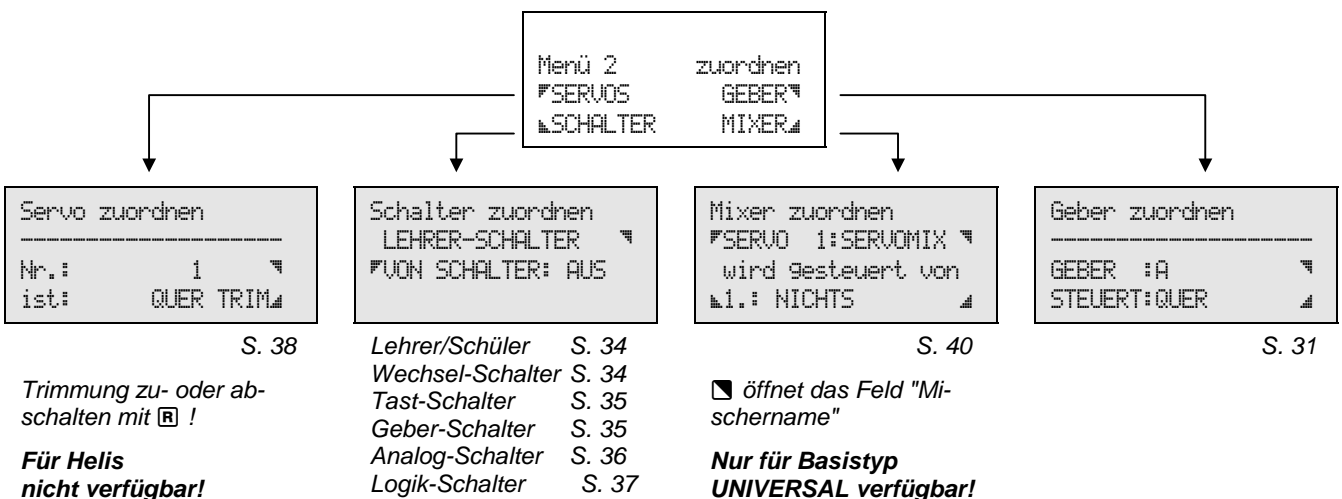 Menü 2 zuordnen
SERVOS GEBER
SCHALTER MIXER
Servo zuordnen
Nr.: 1
ist: QUER TRIM
S. 38
Trimmung zu- oder ab-
schalten mit R !
Für Helis
nicht verfügbar!
Schalter zuordnen
LEHRER-SCHALTER
VON SCHALTER: AUS
Lehrer/Schüler S. 34
Wechsel-Schalter S. 34
Tast-Schalter S. 35
Geber-Schalter S. 35
Analog-Schalter S. 36
Logik-Schalter S. 37
Mixer zuordnen
SERVO 1:SERVOMIX
wird gesteuert von
1.: NICHTS
S. 40
öffnet das Feld "Mi-
schername"
Nur für Basistyp
UNIVERSAL verfügbar!
Geber zuordnen
GEBER :A
STEUERT:QUER
S. 31